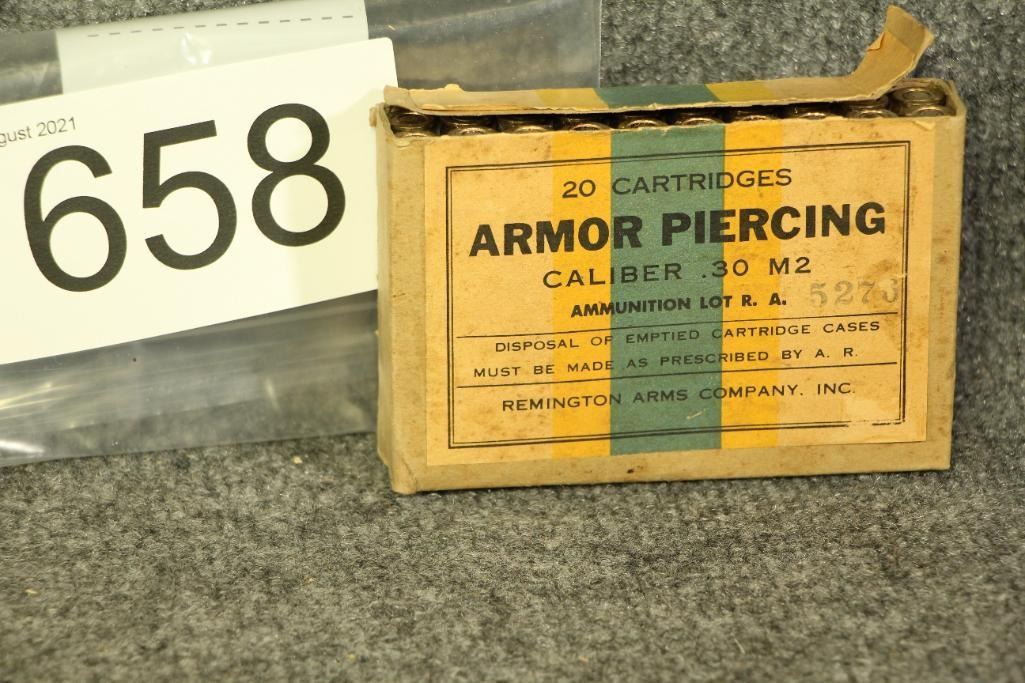 gust 2021
658
20 CARTRIDGES
ARMOR PIERCING
CALIBER .30 M2
AMMUNITION LOT R. A. 5273
DISPOSAL OF EMPTIED CARTRIDGE CASES
MUST BE MADE AS PRESCRIBED BY A. R.
REMINGTON ARMS COMPANY, INC.